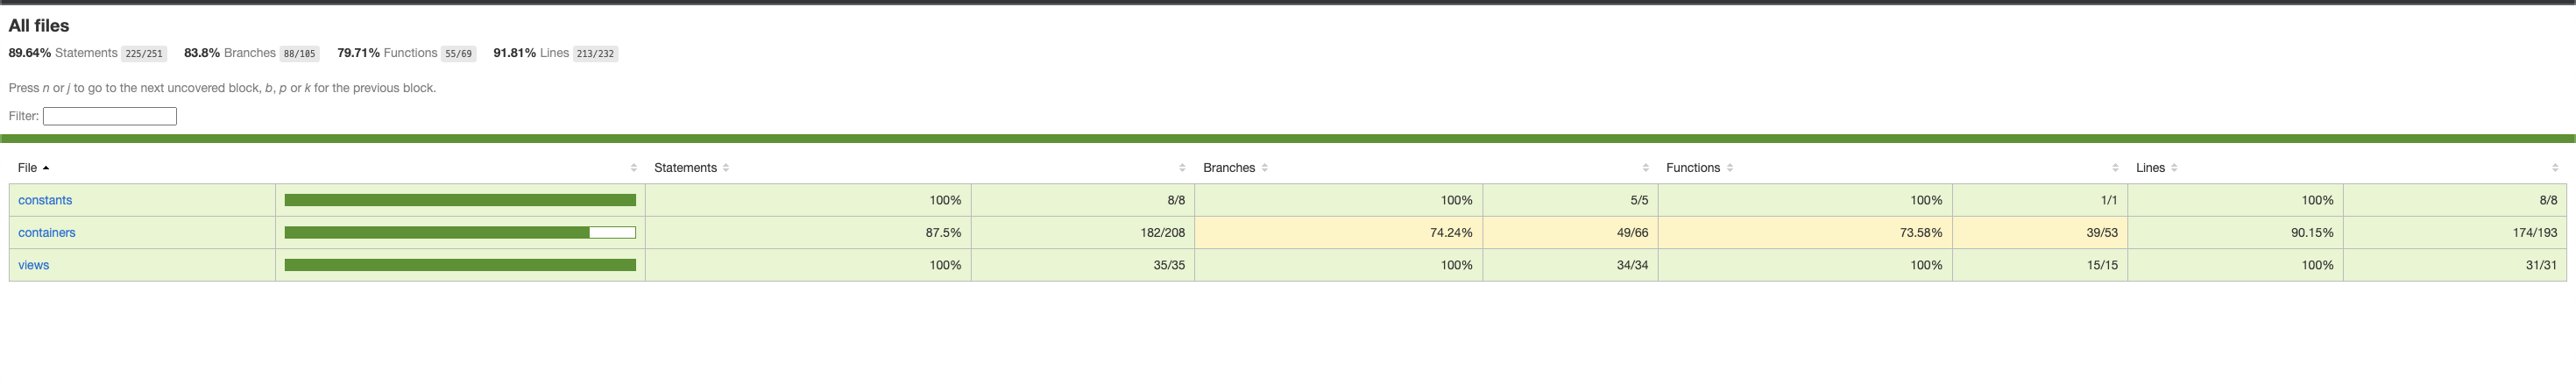 All files
89.64% Statements 225/251 83.8% Branches 88/105 79.71% Functions 55/69 91.81% Lines 213/232
Press n or j to go to the next uncovered block, b, p or k for the previous block.
Filter:
File Statements Branches Functions Lines
constants 100% 8/8 100% 5/5 100% 1/1 100% 8/8
containers 87.5% 182/208 74.24% 49/66 73.58% 39/53 90.15% 174/193
views 100% 35/35 100% 34/34 100% 15/15 100% 31/31